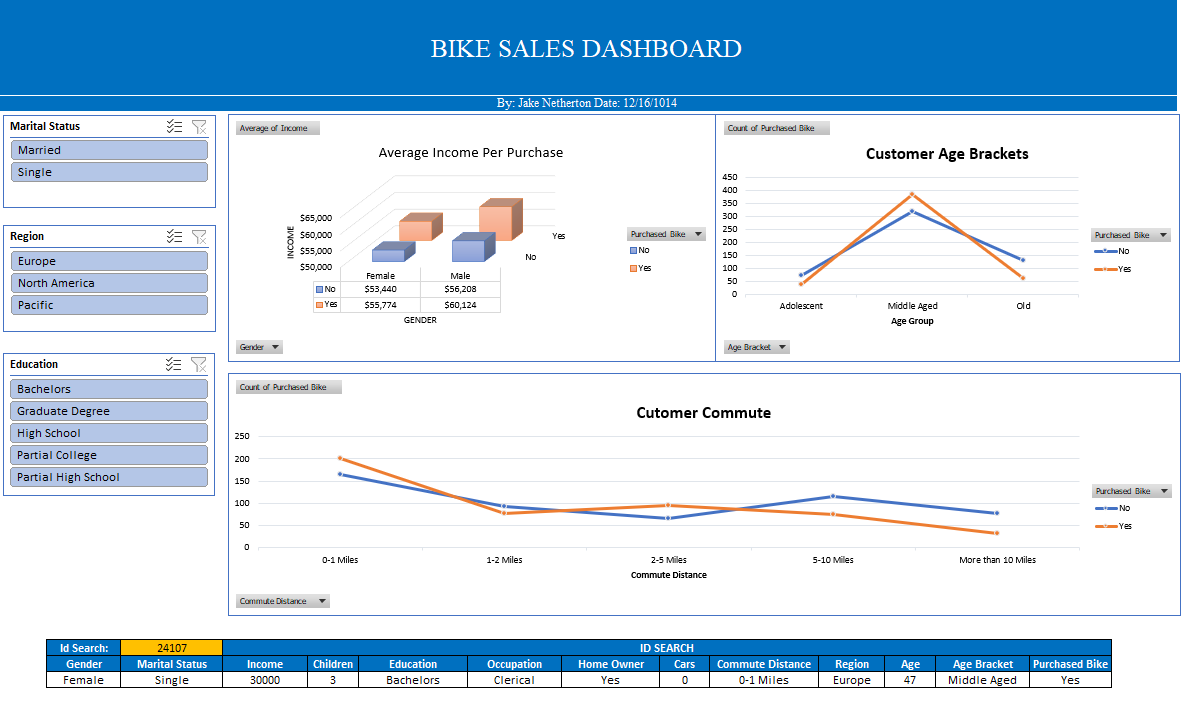 BIKE SALES DASHBOARD
By: Jake Netherton Date: 12/16/1014
Marital Status
Married
Single
Region
Europe
North America
Pacific
Education
Bachelors
Graduate Degree
High School
Partial College
Partial High School
Average of Income
Average Income Per Purchase
INCOME
$65,000
$60,000
$55,000
$50,000
Yes
No
Female Male
No $53,440 $56,208
Yes $55,774 $60,124
GENDER
Purchased Bike
No
Yes
Gender
Count of Purchased Bike
Customer Age Brackets
450
400
350
300
250
200
150
100
50
0
Adolescent Middle Aged Old
Age Group
Purchased Bike
No
Yes
Age Bracket
Count of Purchased Bike
Cutomer Commute
250
200
150
100
50
0
0-1 Miles 1-2 Miles 2-5 Miles 5-10 Miles More than 10 Miles
Commute Distance
Purchased Bike
No
Yes
Commute Distance
Id Search: 24107 ID SEARCH
Gender Marital Status Income Children Education Occupation Home Owner Cars Commute Distance Region Age Age Bracket Purchased Bike
Female Single 30000 3 Bachelors Clerical Yes 0 0-1 Miles Europe 47 Middle Aged Yes